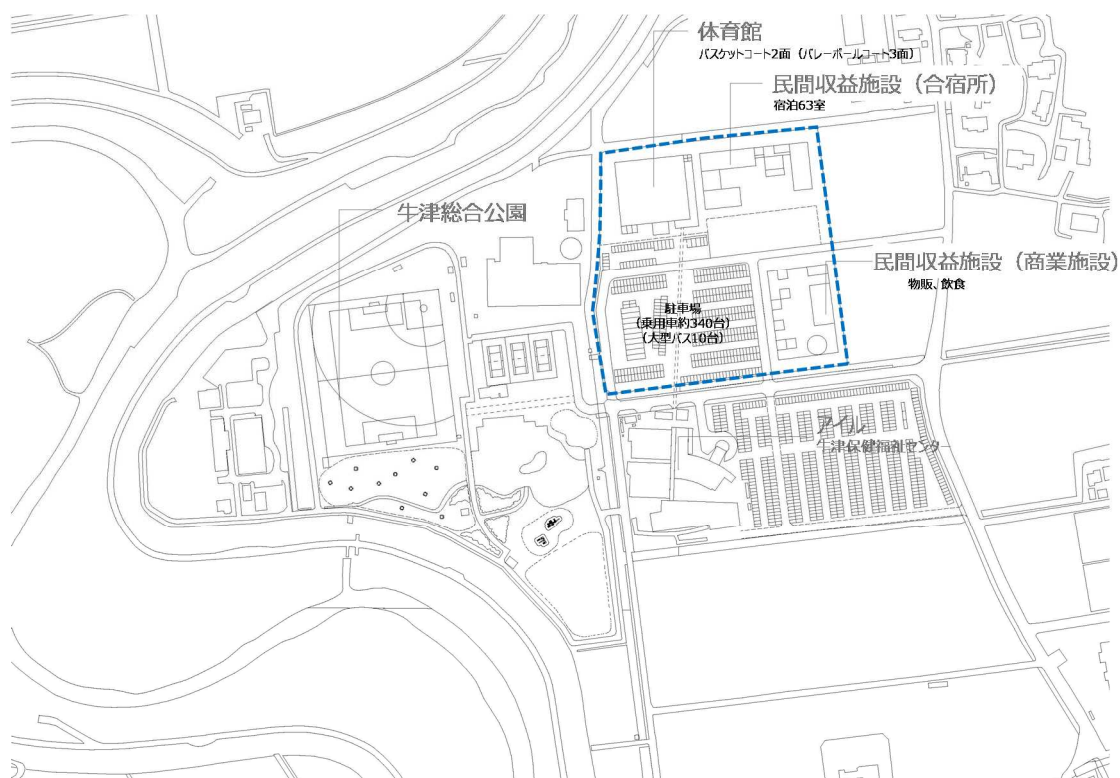 体育館
バスケットコート2面（バレーボールコート3面）
民間収益施設（合宿所）
宿泊63室
牛津総合公園
民間収益施設（商業施設）
物販、飲食
駐車場
（乗用車約340台）
（大型バス10台）
アイル
牛津保健福祉センター